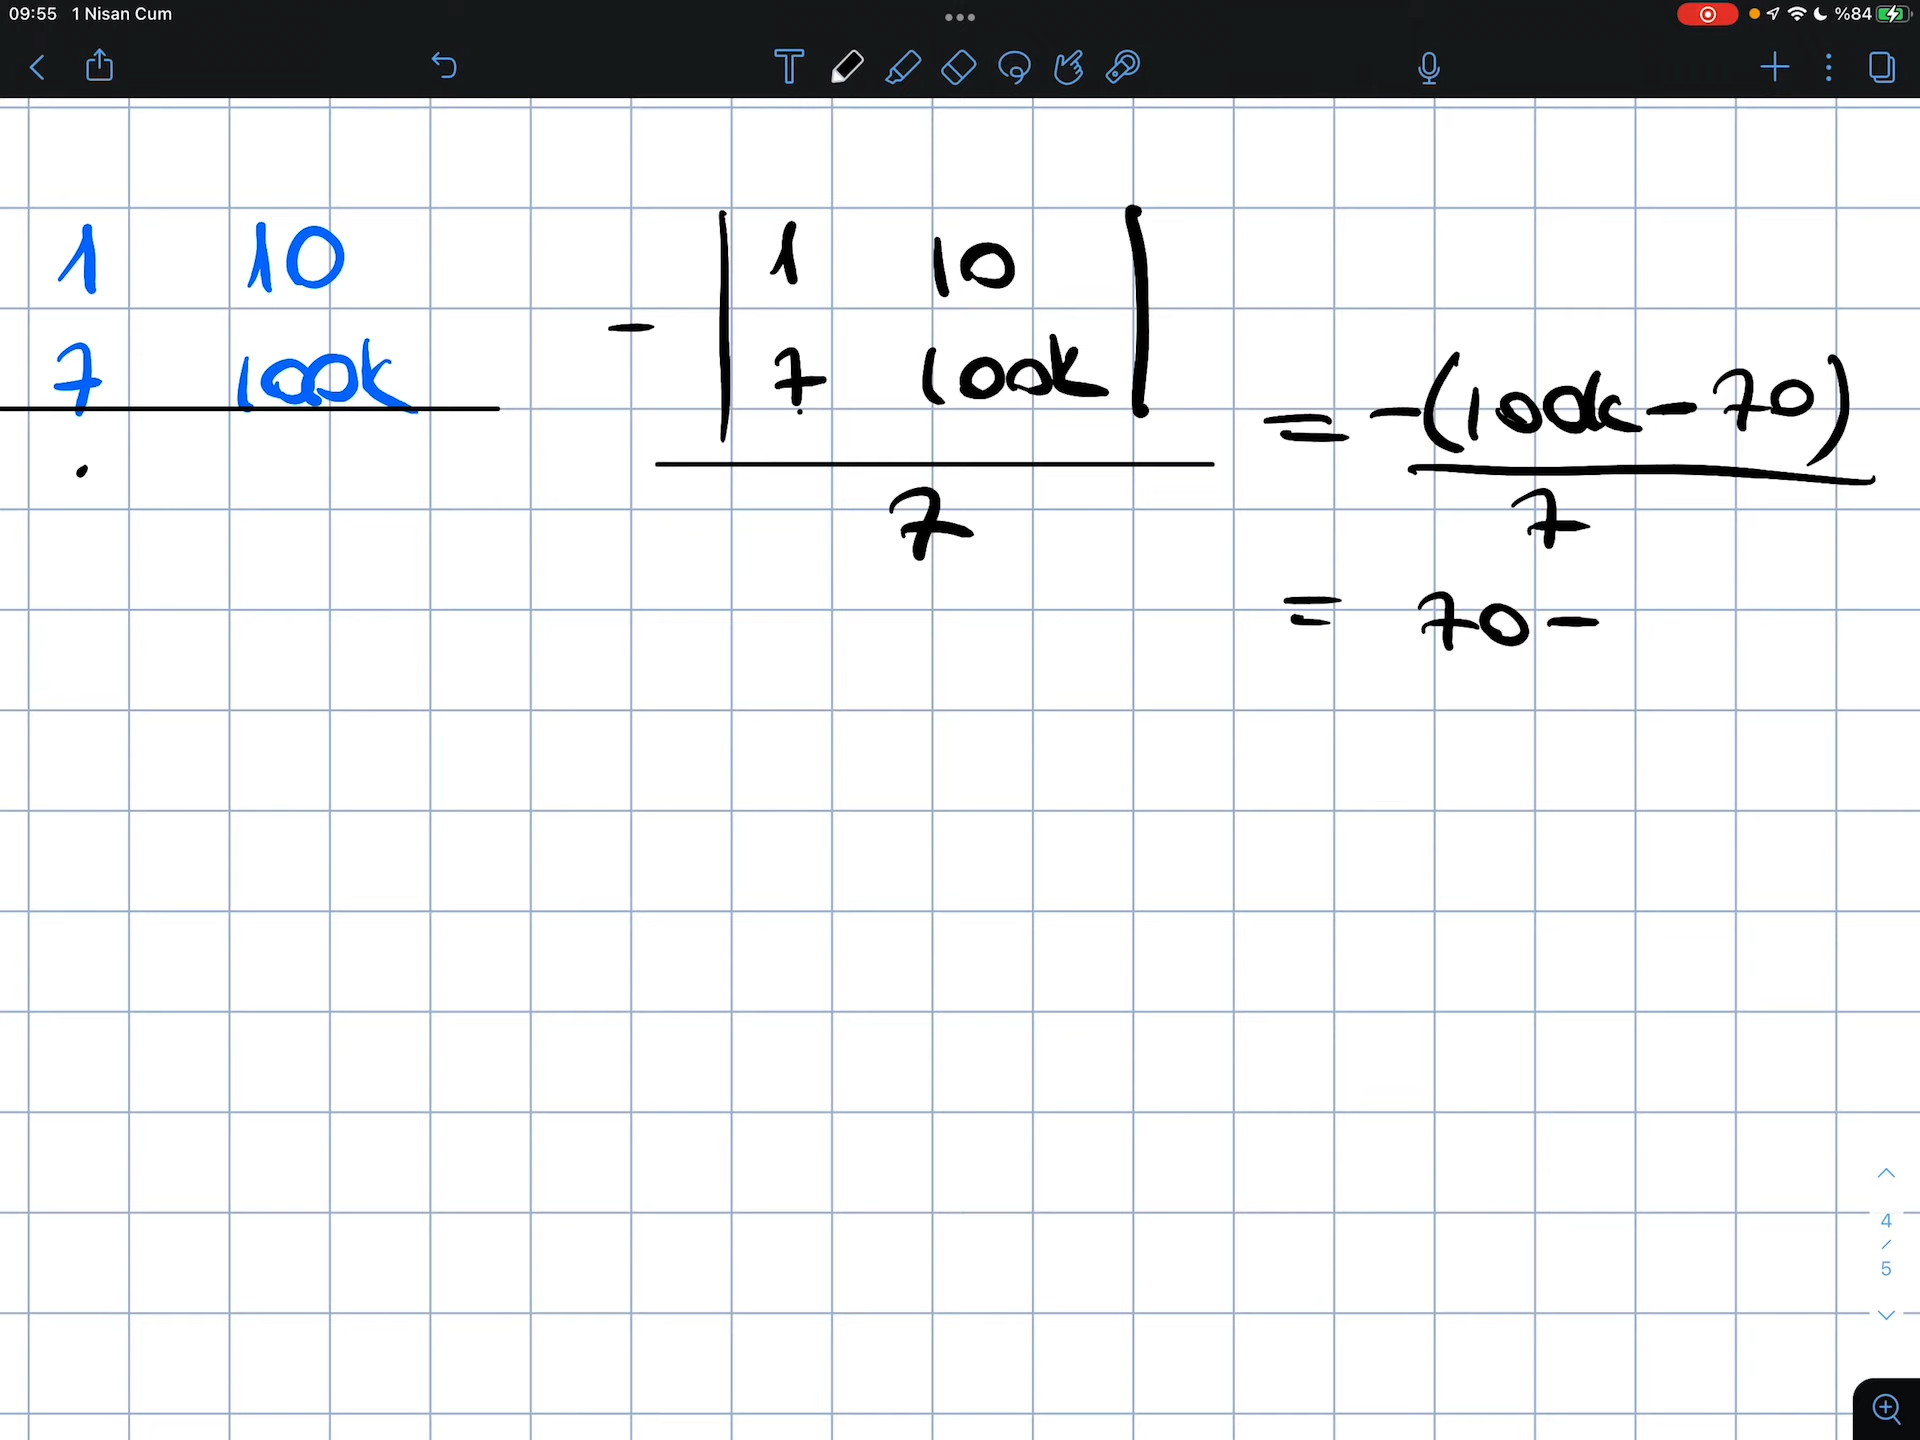 09:55 1 Nisan Cum %84
1 10
7 100k
- | 1 10 |
| 7 100k |
7
= -(100k - 70)
7
= 70 -
4
/
5